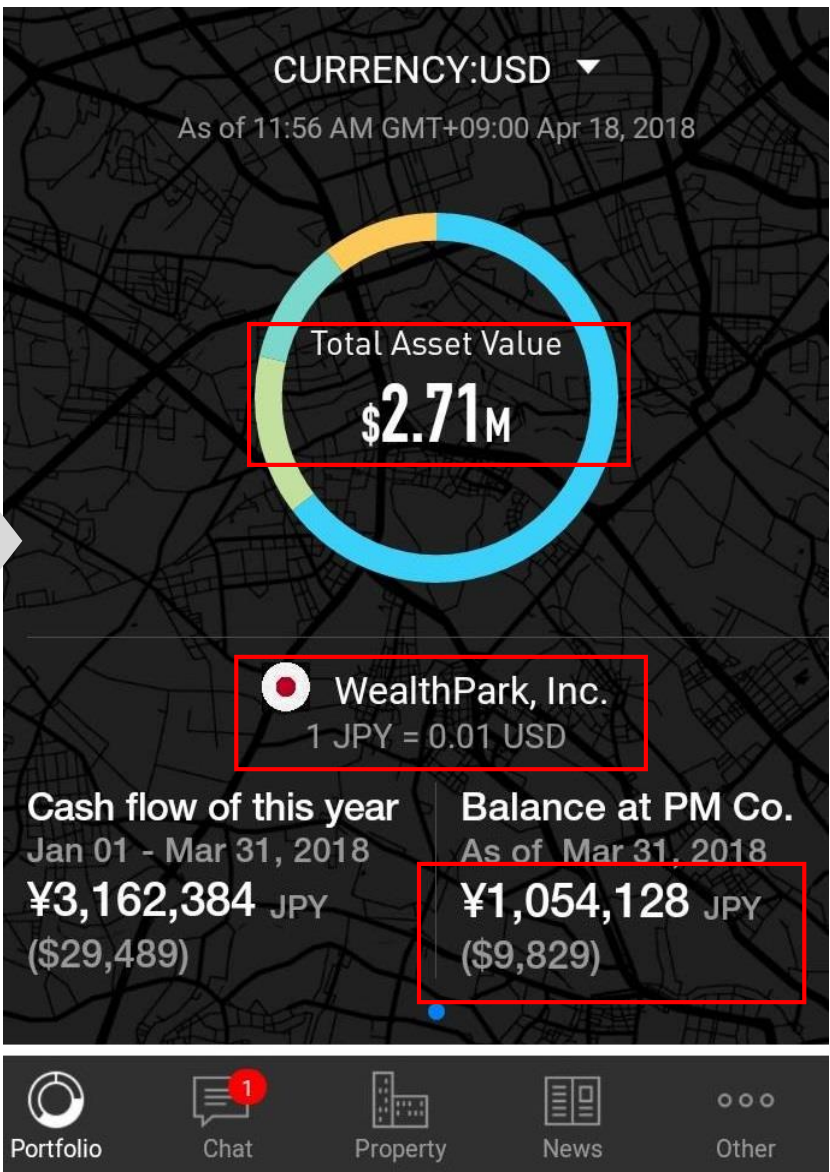 CURRENCY:USD
As of 11:56 AM GMT+09:00 Apr 18, 2018
Total Asset Value
$2.71M
WealthPark, Inc.
1 JPY = 0.01 USD
Cash flow of this year
Jan 01 - Mar 31, 2018
¥3,162,384 JPY
($29,489)
Balance at PM Co.
As of Mar 31, 2018
¥1,054,128 JPY
($9,829)
1
Portfolio
Chat
Property
News
Other